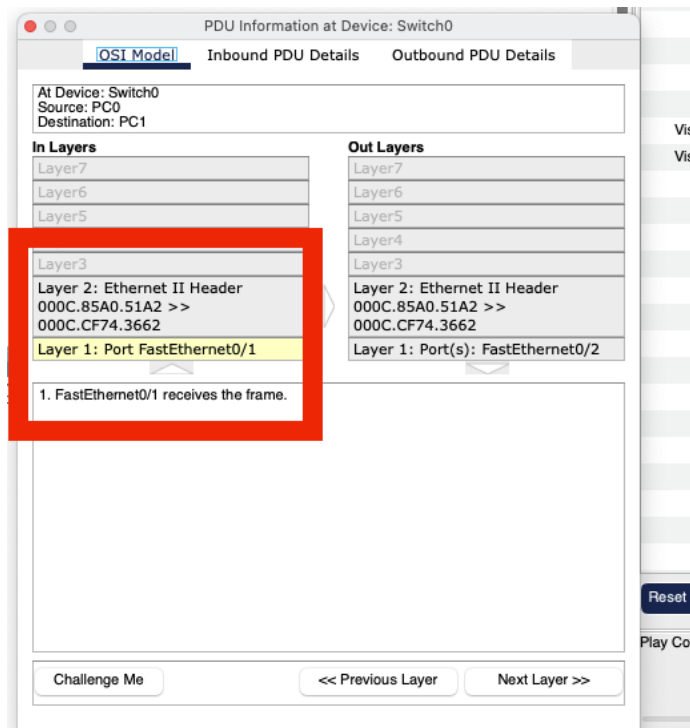 PDU Information at Device: Switch0
OSI Model Inbound PDU Details Outbound PDU Details
At Device: Switch0
Source: PC0
Destination: PC1
In Layers
Layer7
Layer6
Layer5
Layer3
Layer 2: Ethernet II Header
000C.85A0.51A2 >>
000C.CF74.3662
Layer 1: Port FastEthernet0/1
Out Layers
Layer7
Layer6
Layer5
Layer4
Layer3
Layer 2: Ethernet II Header
000C.85A0.51A2 >>
000C.CF74.3662
Layer 1: Port(s): FastEthernet0/2
1. FastEthernet0/1 receives the frame.
Challenge Me << Previous Layer Next Layer >>
Vis
Vis
Reset
Play Co